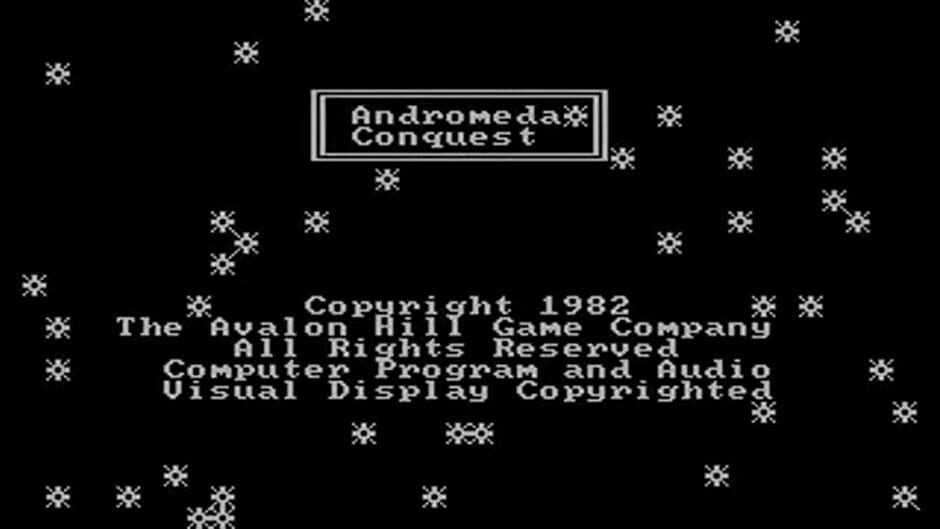 Andromeda
Conquest
Copyright 1982
The Avalon Hill Game Company
All Rights Reserved
Computer Program and Audio
Visual Display Copyrighted